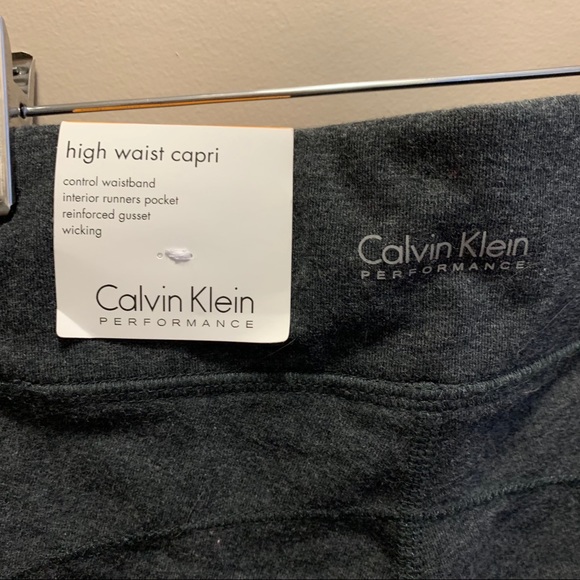 high waist capri
control waistband
interior runners pocket
reinforced gusset
wicking
Calvin Klein
PERFORMANCE
Calvin Klein
PERFORMANCE